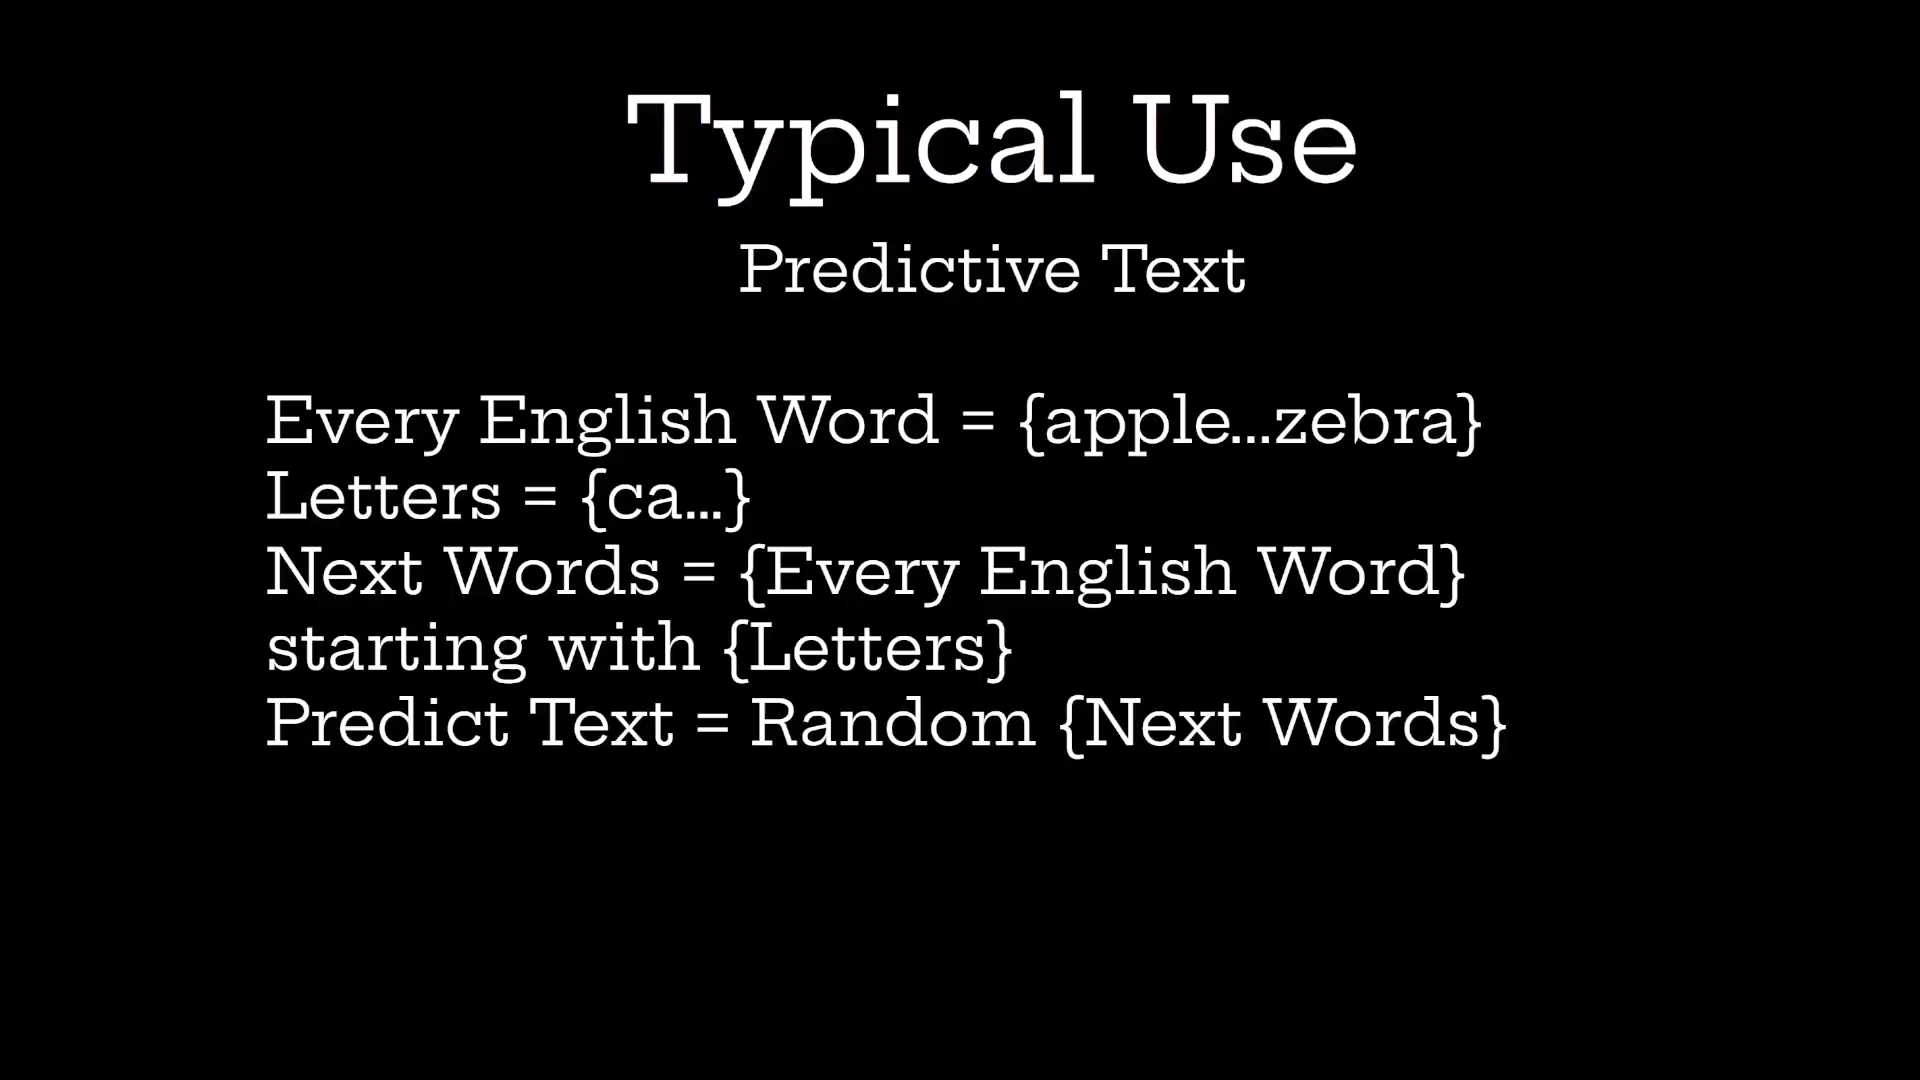 Typical Use
Predictive Text
Every English Word = {apple...zebra}
Letters = {ca...}
Next Words = {Every English Word}
starting with {Letters}
Predict Text = Random {Next Words}